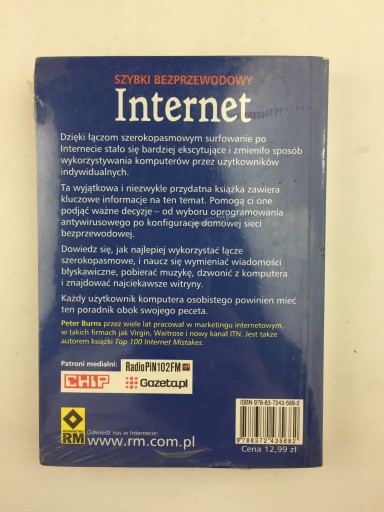 SZYBKI BEZPRZEWODOWY
Internet
Dzięki łączom szerokopasmowym surfowanie po
Internecie stało się bardziej ekscytujące i zmieniło sposób
wykorzystywania komputerów przez użytkowników
indywidualnych.
Ta wyjątkowa i niezwykle przydatna książka zawiera
kluczowe informacje na ten temat. Pomogą ci one
podjąć ważne decyzje – od wyboru oprogramowania
antywirusowego po konfigurację domowej sieci
bezprzewodowej.
Dowiedz się, jak najlepiej wykorzystać łącze
szerokopasmowe, i naucz się wymieniać wiadomości
błyskawiczne, pobierać muzykę, dzwonić z komputera
i znajdować najciekawsze witryny.
Każdy użytkownik komputera osobistego powinien mieć
ten poradnik obok swojego peceta.
Peter Burns przez wiele lat pracował w marketingu internetowym,
w takich firmach jak Virgin, Waitrose i nowy kanał ITN. Jest także
autorem książki Top 100 Internet Mistakes.
Patroni medialni:
RadioPiN102FM
CHIP
Gazeta.pl
RM
Odwiedź nas w Internecie:
www.rm.com.pl
ISBN 978-83-7243-568-2
9 788372 435682
Cena 12,99 zł